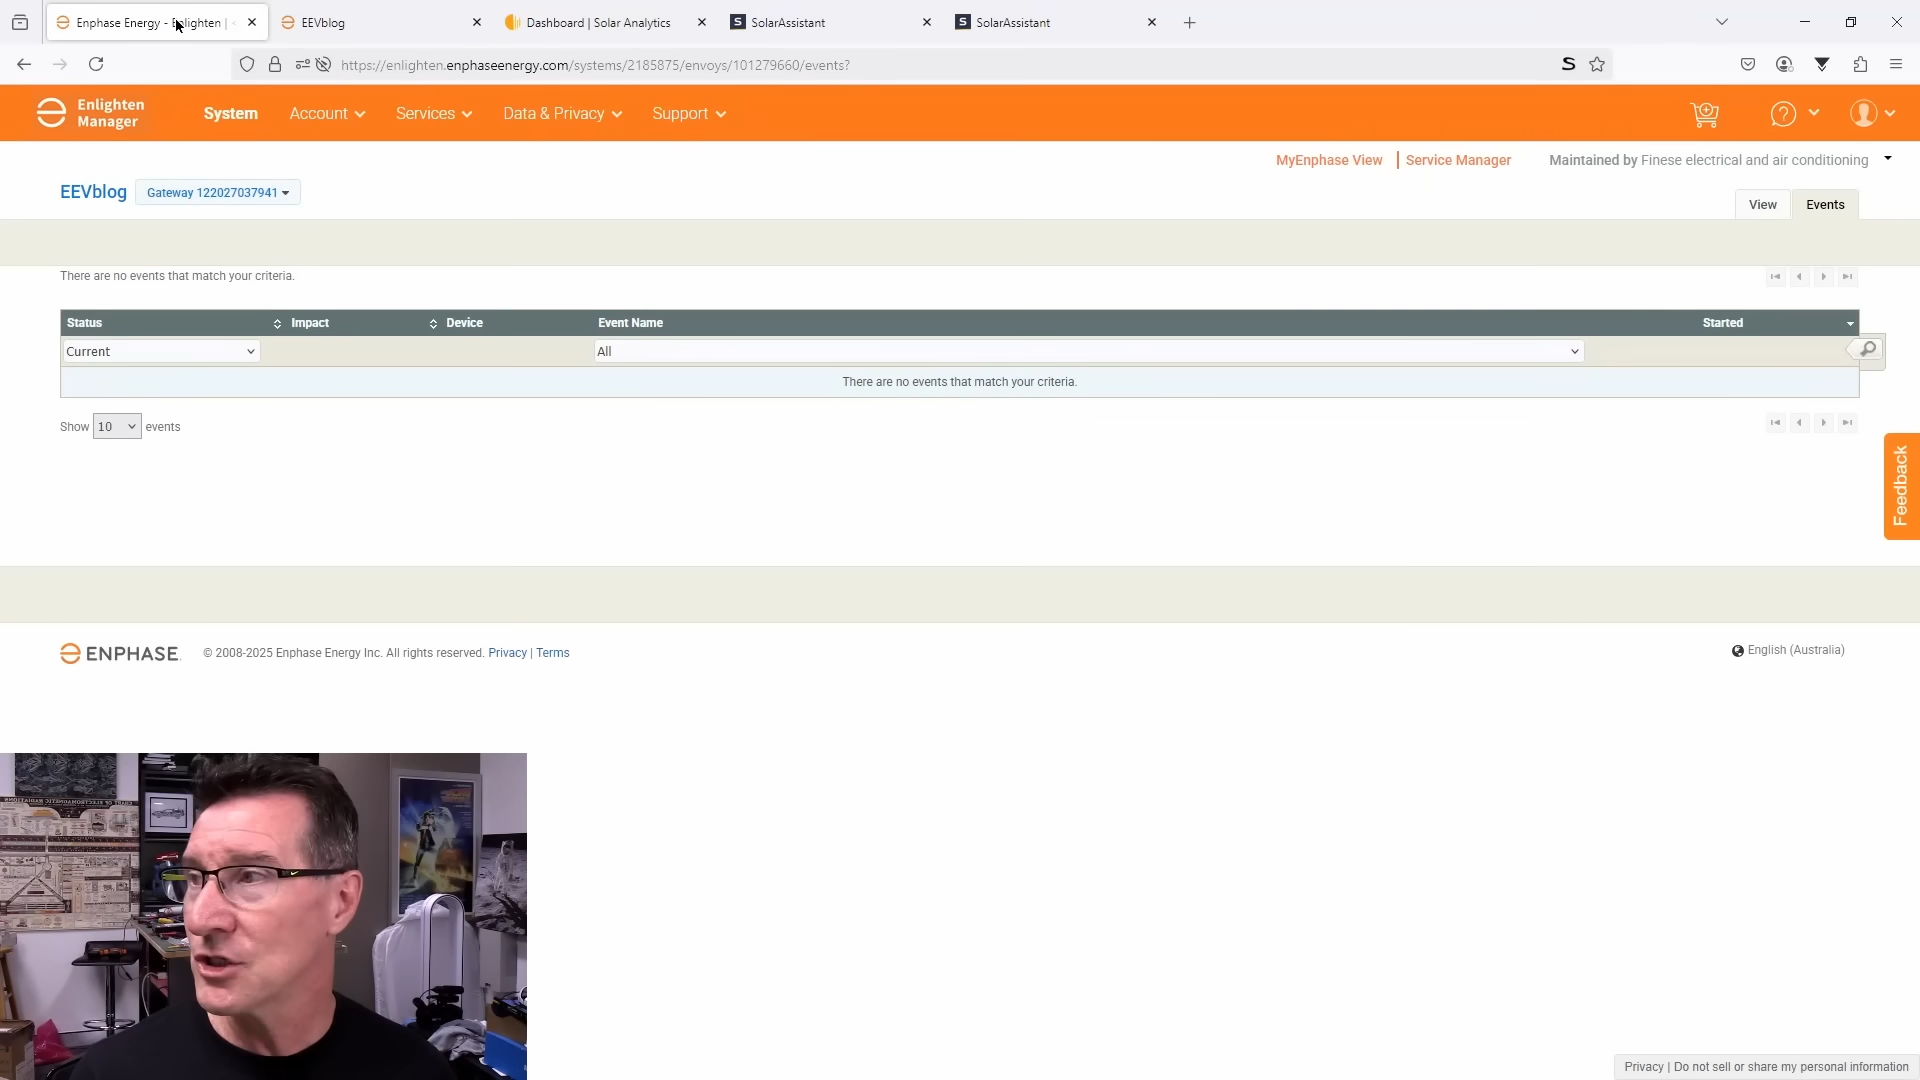 Enphase Energy - Enlighten |
EEVblog
Dashboard | Solar Analytics
SolarAssistant
SolarAssistant
https://enlighten.enphaseenergy.com/systems/2185875/envoys/101279660/events?
Enlighten Manager
System
Account
Services
Data & Privacy
Support
MyEnphase View
Service Manager
Maintained by Finese electrical and air conditioning
EEVblog
Gateway 122027037941
View
Events
There are no events that match your criteria.
Status
Impact
Device
Event Name
Started
Current
All
There are no events that match your criteria.
Show 10 events
Feedback
ENPHASE
© 2008-2025 Enphase Energy Inc. All rights reserved. Privacy | Terms
English (Australia)
Privacy | Do not sell or share my personal information